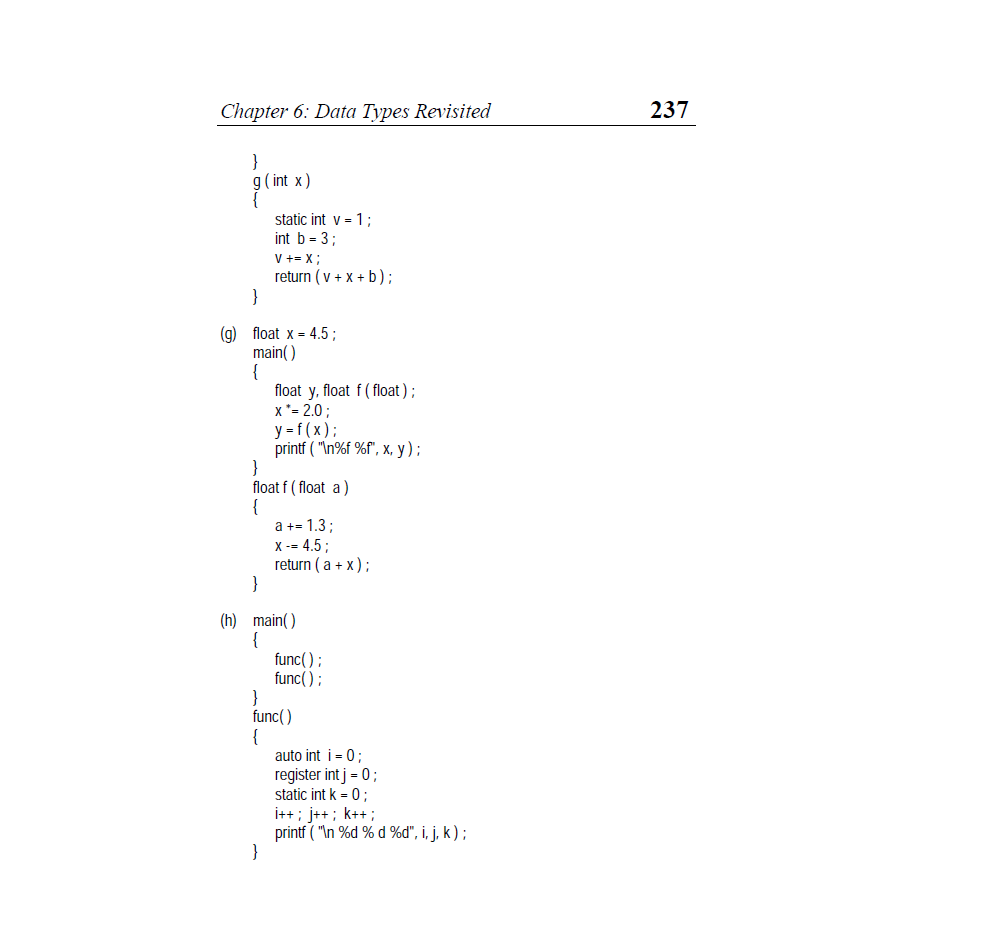 Chapter 6: Data Types Revisited 237
}
g ( int x )
{
static int v = 1 ;
int b = 3 ;
v += x ;
return ( v + x + b ) ;
}
(g) float x = 4.5 ;
main( )
{
float y, float f ( float ) ;
x *= 2.0 ;
y = f ( x ) ;
printf ( "\n%f %f", x, y ) ;
}
float f ( float a )
{
a += 1.3 ;
x -= 4.5 ;
return ( a + x ) ;
}
(h) main( )
{
func( ) ;
func( ) ;
}
func( )
{
auto int i = 0 ;
register int j = 0 ;
static int k = 0 ;
i++ ; j++ ; k++ ;
printf ( "\n %d % d %d", i, j, k ) ;
}